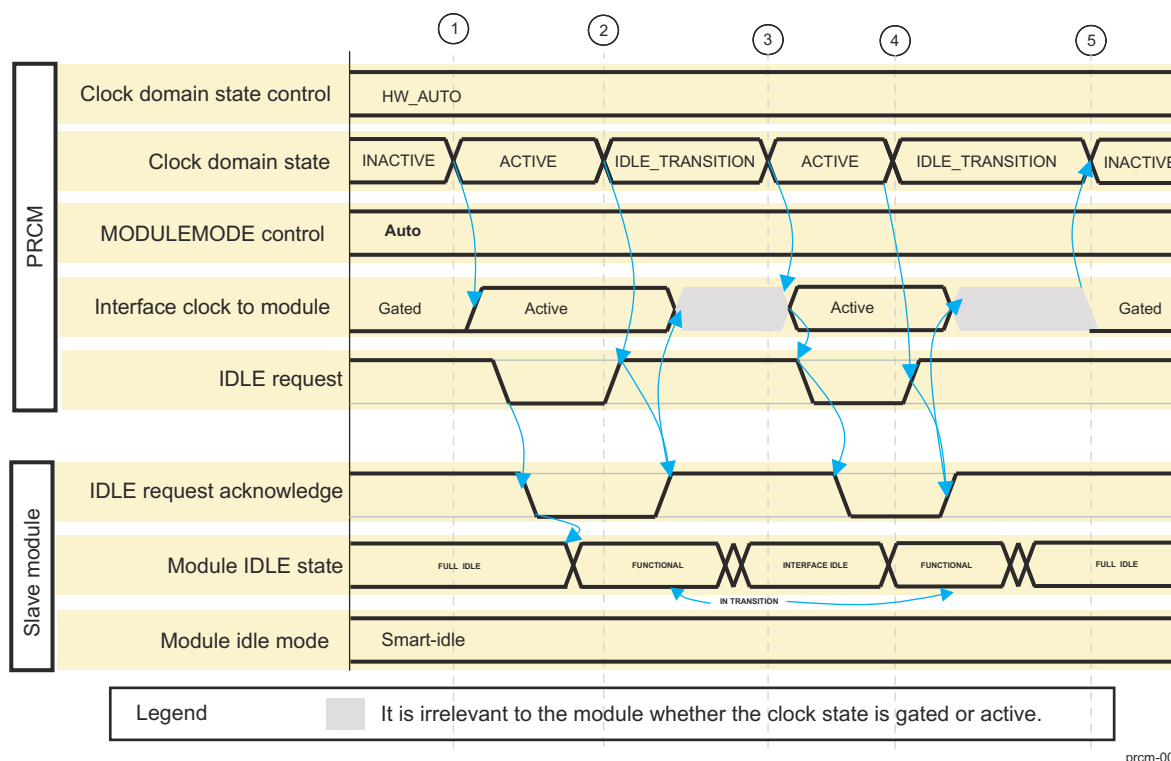 1 2 3 4 5
PRCM
Clock domain state control HW_AUTO
Clock domain state INACTIVE ACTIVE IDLE_TRANSITION ACTIVE IDLE_TRANSITION INACTIVE
MODULEMODE control Auto
Interface clock to module Gated Active Active Gated
IDLE request
Slave module
IDLE request acknowledge
Module IDLE state FULL IDLE FUNCTIONAL INTERFACE IDLE FUNCTIONAL FULL IDLE
IN TRANSITION
Module idle mode Smart-idle
Legend It is irrelevant to the module whether the clock state is gated or active.
prcm-00